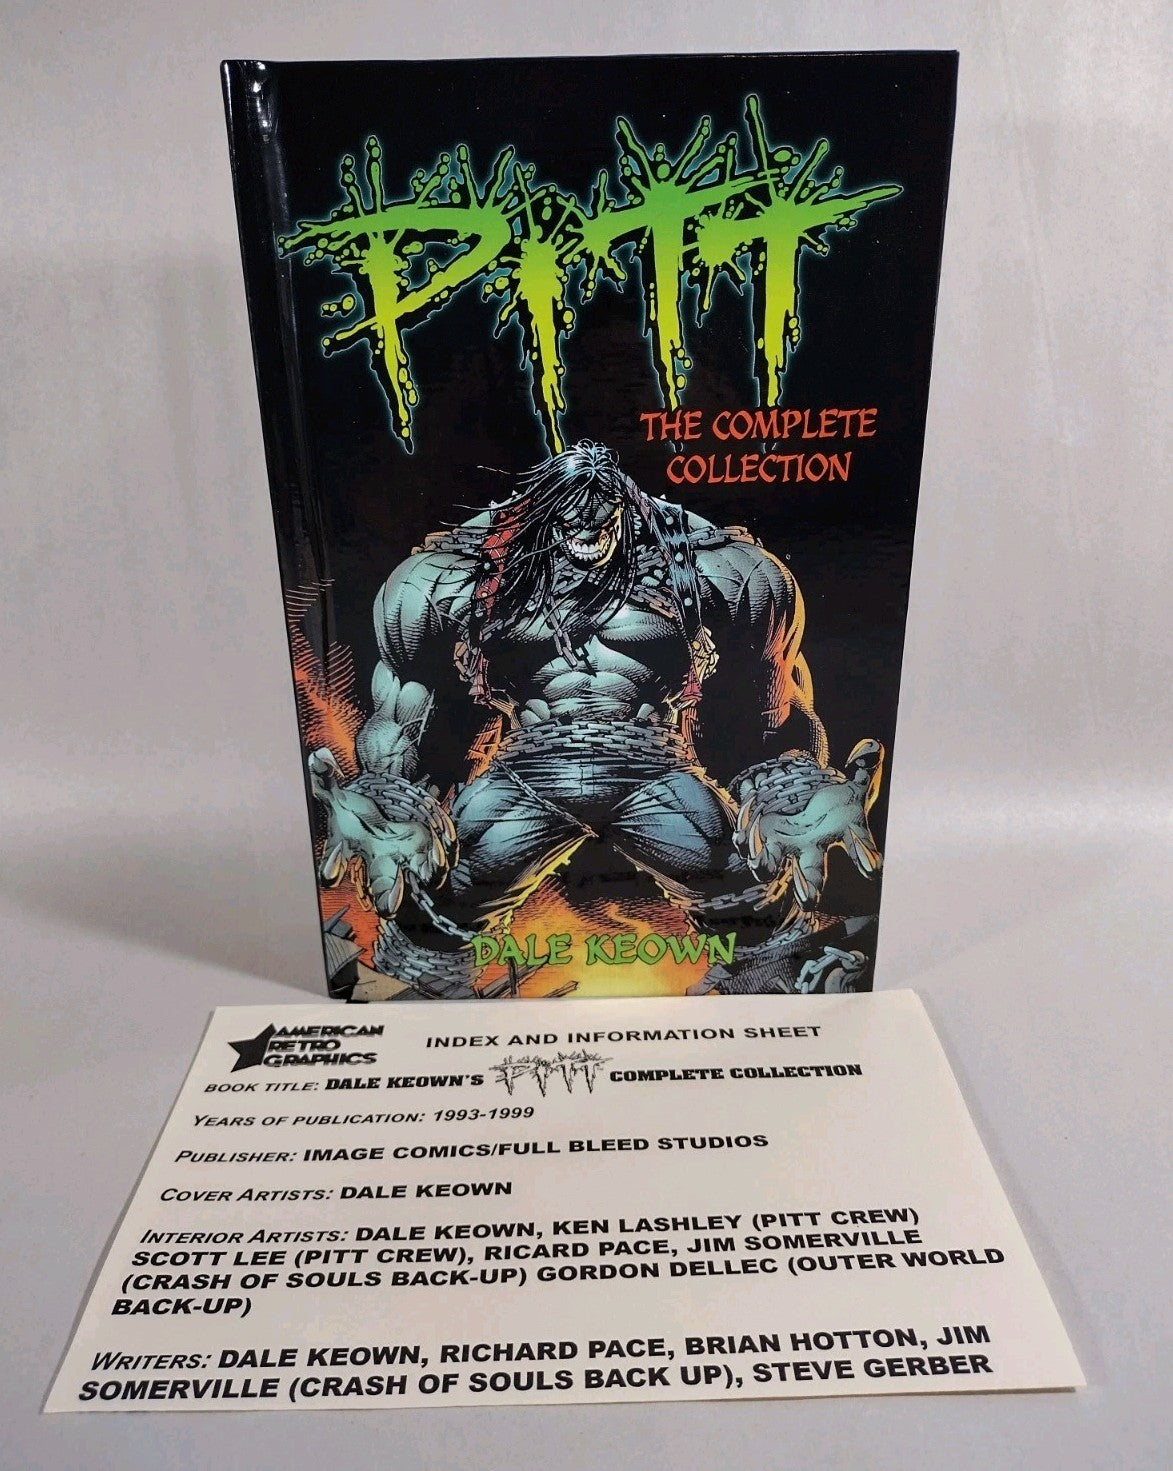 PITT
THE COMPLETE
COLLECTION
DALE KEOWN
AMERICAN
RETRO
GRAPHICS
INDEX AND INFORMATION SHEET
BOOK TITLE: DALE KEOWN'S PITT COMPLETE COLLECTION
YEARS OF PUBLICATION: 1993-1999
PUBLISHER: IMAGE COMICS/FULL BLEED STUDIOS
COVER ARTISTS: DALE KEOWN
INTERIOR ARTISTS: DALE KEOWN, KEN LASHLEY (PITT CREW)
SCOTT LEE (PITT CREW), RICARD PACE, JIM SOMERVILLE
(CRASH OF SOULS BACK-UP) GORDON DELLEC (OUTER WORLD
BACK-UP)
WRITERS: DALE KEOWN, RICHARD PACE, BRIAN HOTTON, JIM
SOMERVILLE (CRASH OF SOULS BACK UP), STEVE GERBER